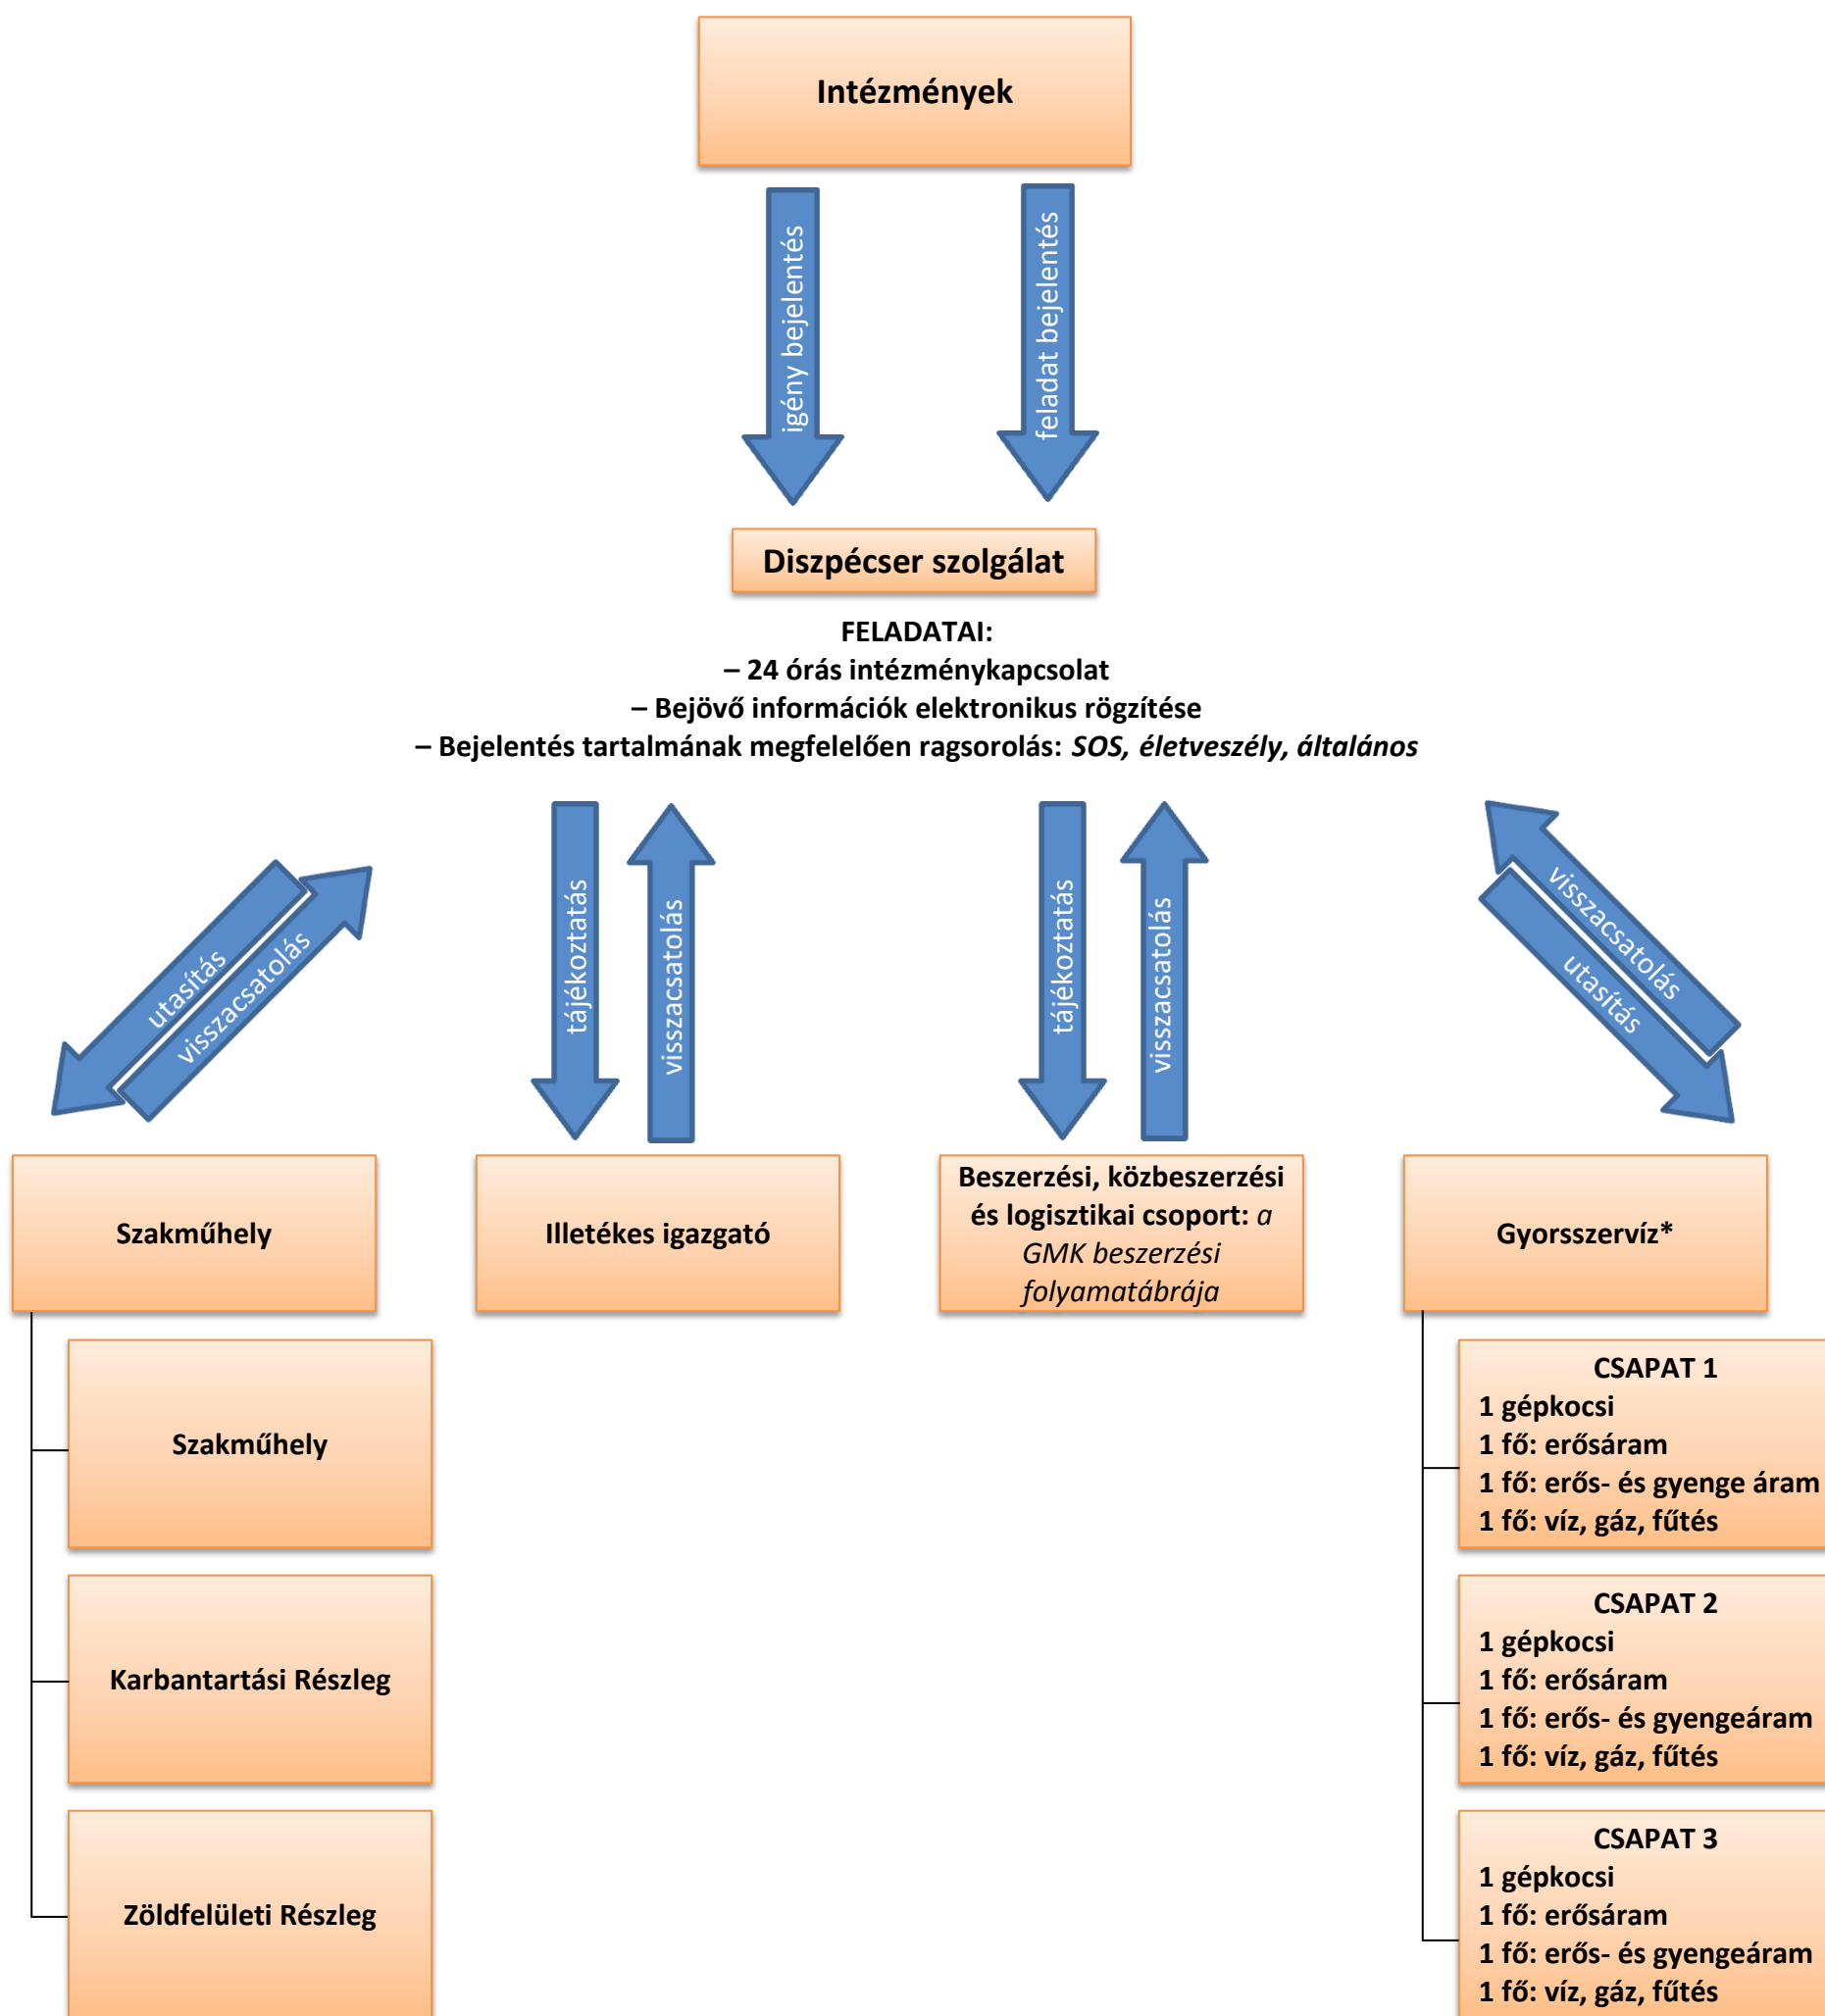 Intézmények
igény bejelentés
feladat bejelentés
Diszpécser szolgálat
FELADATAI:
– 24 órás intézménykapcsolat
– Bejövő információk elektronikus rögzítése
– Bejelentés tartalmának megfelelően ragsorolás: SOS, életveszély, általános
utasítás
visszacsatolás
tájékoztatás
visszacsatolás
tájékoztatás
visszacsatolás
visszacsatolás
utasítás
Szakműhely
Illetékes igazgató
Beszerzési, közbeszerzési
és logisztikai csoport: a
GMK beszerzési
folyamatábrája
Gyorsszervíz*
Szakműhely
Karbantartási Részleg
Zöldfelületi Részleg
CSAPAT 1
1 gépkocsi
1 fő: erősáram
1 fő: erős- és gyenge áram
1 fő: víz, gáz, fűtés
CSAPAT 2
1 gépkocsi
1 fő: erősáram
1 fő: erős- és gyengeáram
1 fő: víz, gáz, fűtés
CSAPAT 3
1 gépkocsi
1 fő: erősáram
1 fő: erős- és gyengeáram
1 fő: víz, gáz, fűtés